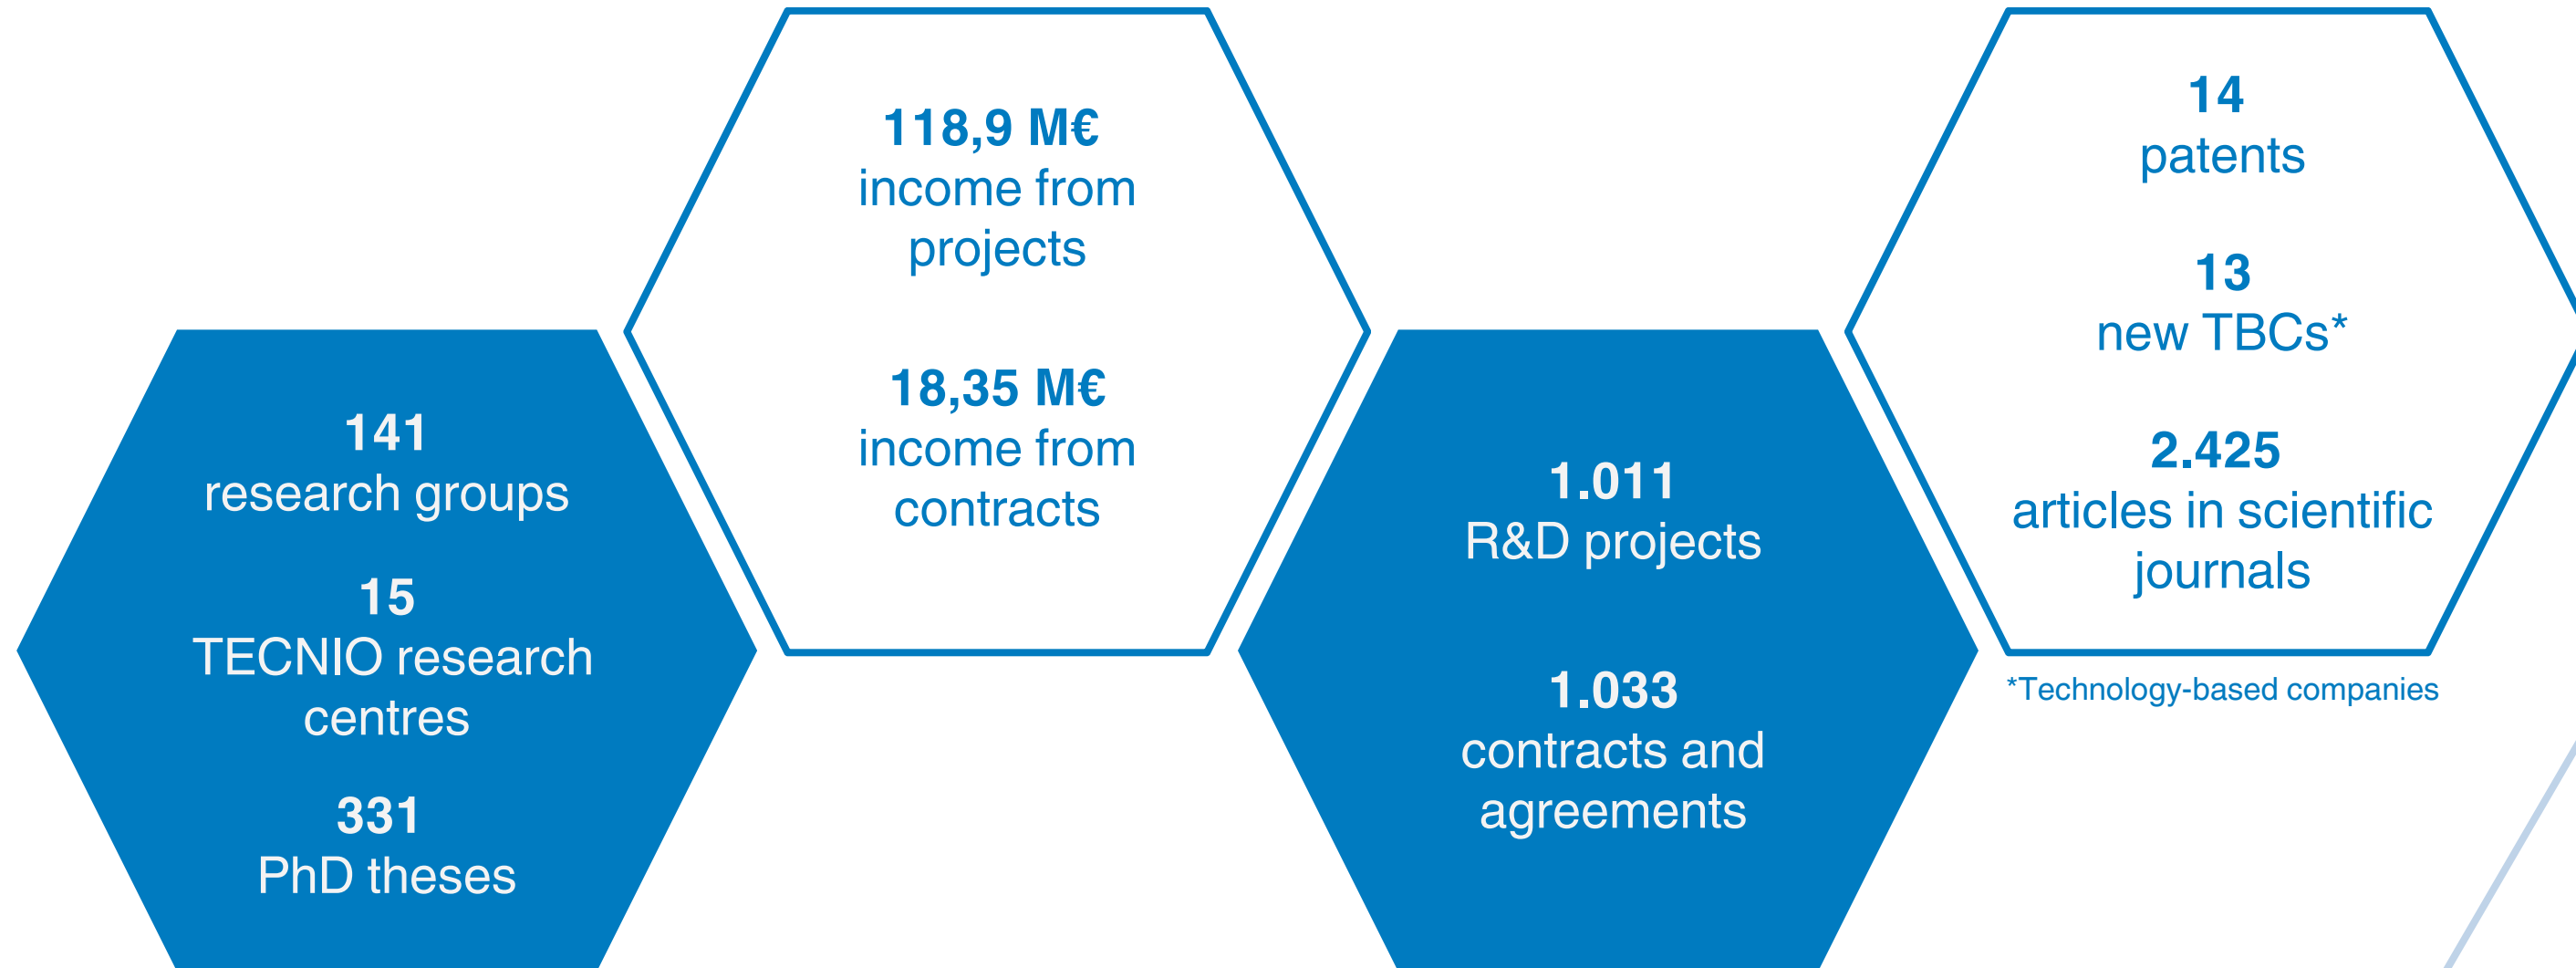 141
research groups
15
TECNIO research
centres
331
PhD theses
118,9 M€
income from
projects
18,35 M€
income from
contracts
1.011
R&D projects
1.033
contracts and
agreements
14
patents
13
new TBCs*
2.425
articles in scientific
journals
*Technology-based companies